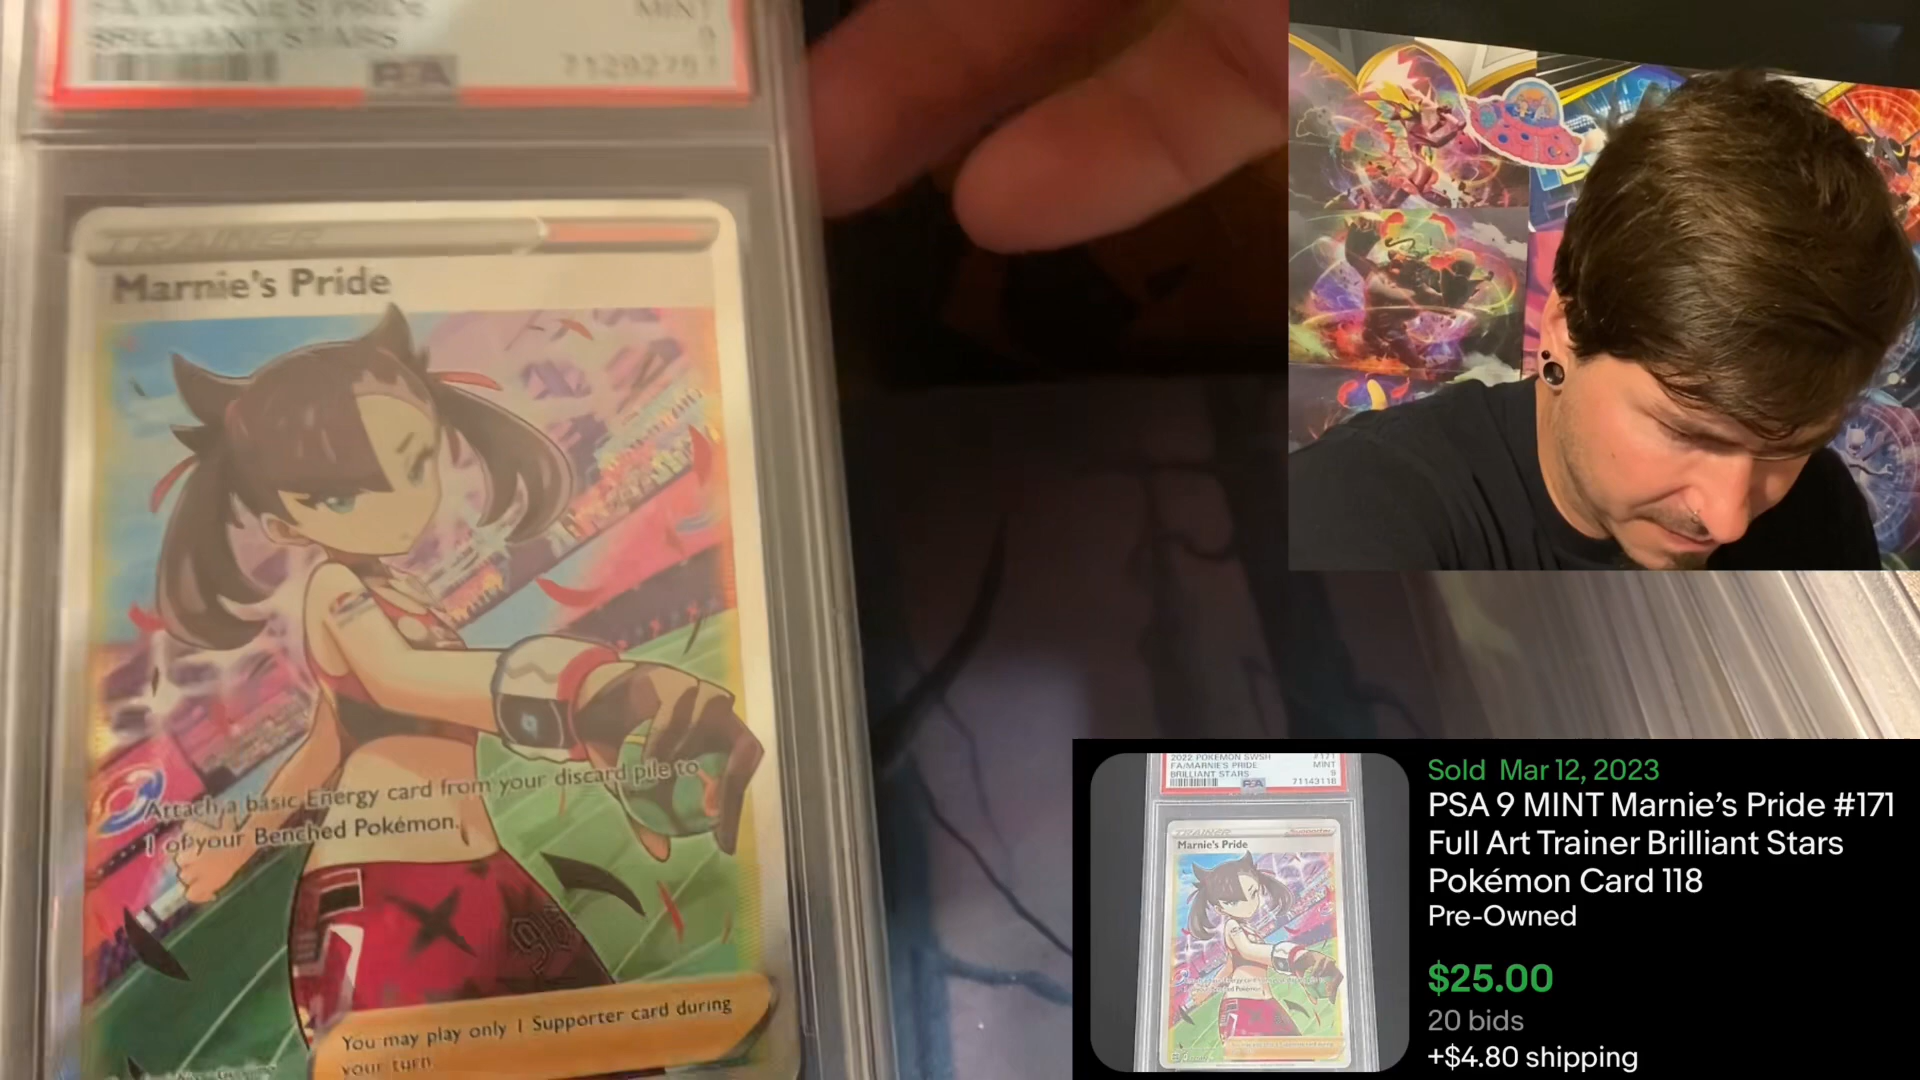 FA/MARNIE'S PRIDE MINT
BRILLIANT STARS 9
PSA
TRAINER
Marnie's Pride
Attach a basic Energy card from your discard pile to
1 of your Benched Pokémon.
96
You may play only 1 Supporter card during
your turn.
2022 POKEMON SWSH #171
FA/MARNIE'S PRIDE MINT
BRILLIANT STARS 9
PSA 71143118
TRAINER Supporter
Marnie's Pride
Sold Mar 12, 2023
PSA 9 MINT Marnie's Pride #171
Full Art Trainer Brilliant Stars
Pokémon Card 118
Pre-Owned
$25.00
20 bids
+$4.80 shipping